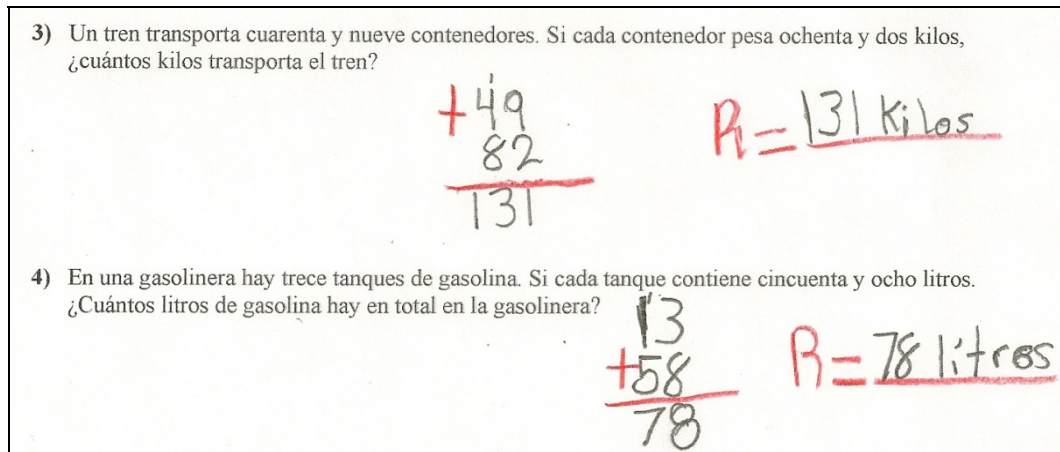 3) Un tren transporta cuarenta y nueve contenedores. Si cada contenedor pesa ochenta y dos kilos,
¿cuántos kilos transporta el tren?
1
+49
82
131
R= 131 Kilos
4) En una gasolinera hay trece tanques de gasolina. Si cada tanque contiene cincuenta y ocho litros.
¿Cuántos litros de gasolina hay en total en la gasolinera?
13
+58
78
R= 78 litros